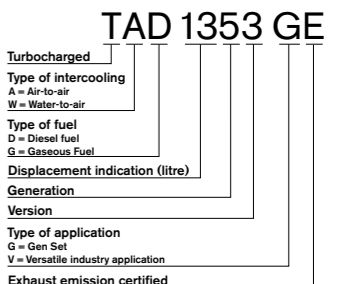 TAD 1353 GE
Turbocharged
Type of intercooling
A = Air-to-air
W = Water-to-air
Type of fuel
D = Diesel fuel
G = Gaseous Fuel
Displacement indication (litre)
Generation
Version
Type of application
G = Gen Set
V = Versatile industry application
Exhaust emission certified